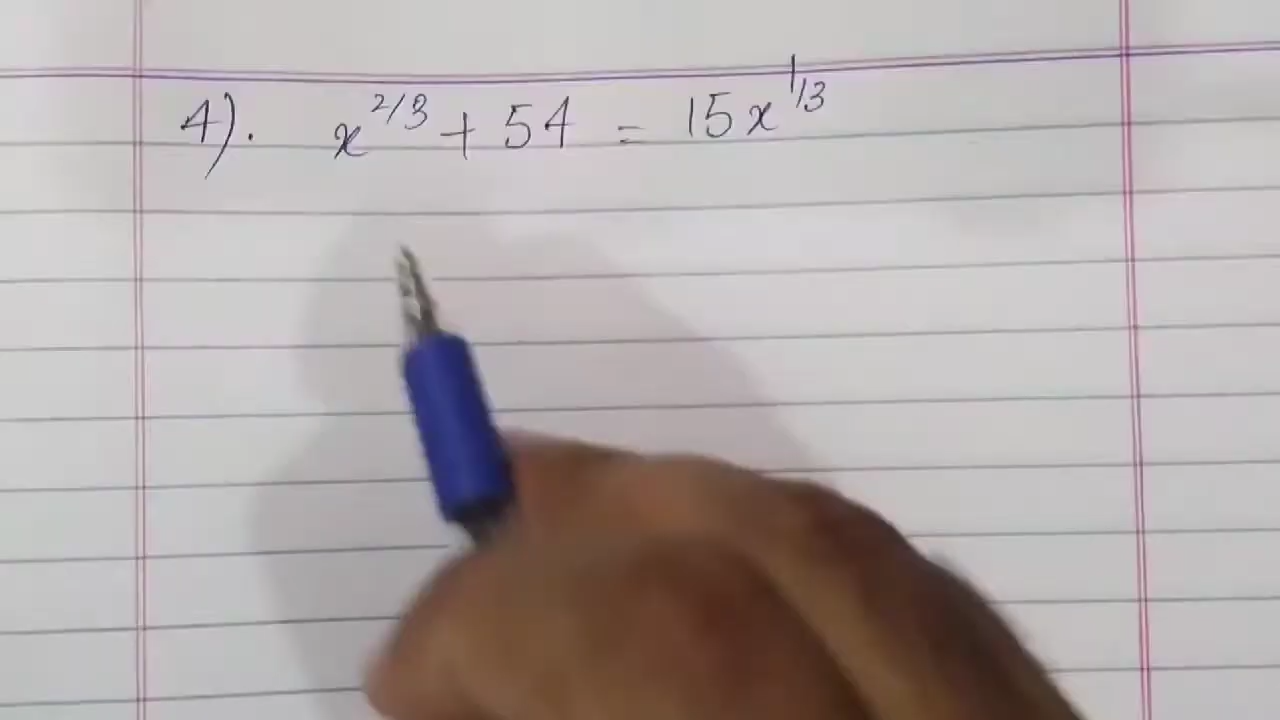 4). x^{2/3} + 54 = 15x^{1/3}